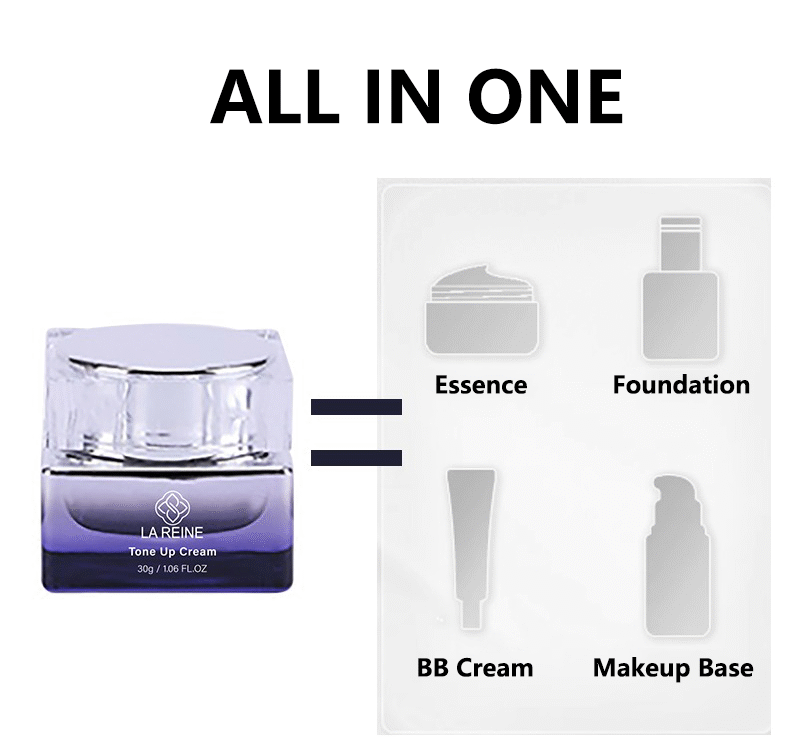 ALL IN ONE
Essence
Foundation
LA REINE
Tone Up Cream
30g / 1.06 FL.OZ
BB Cream
Makeup Base